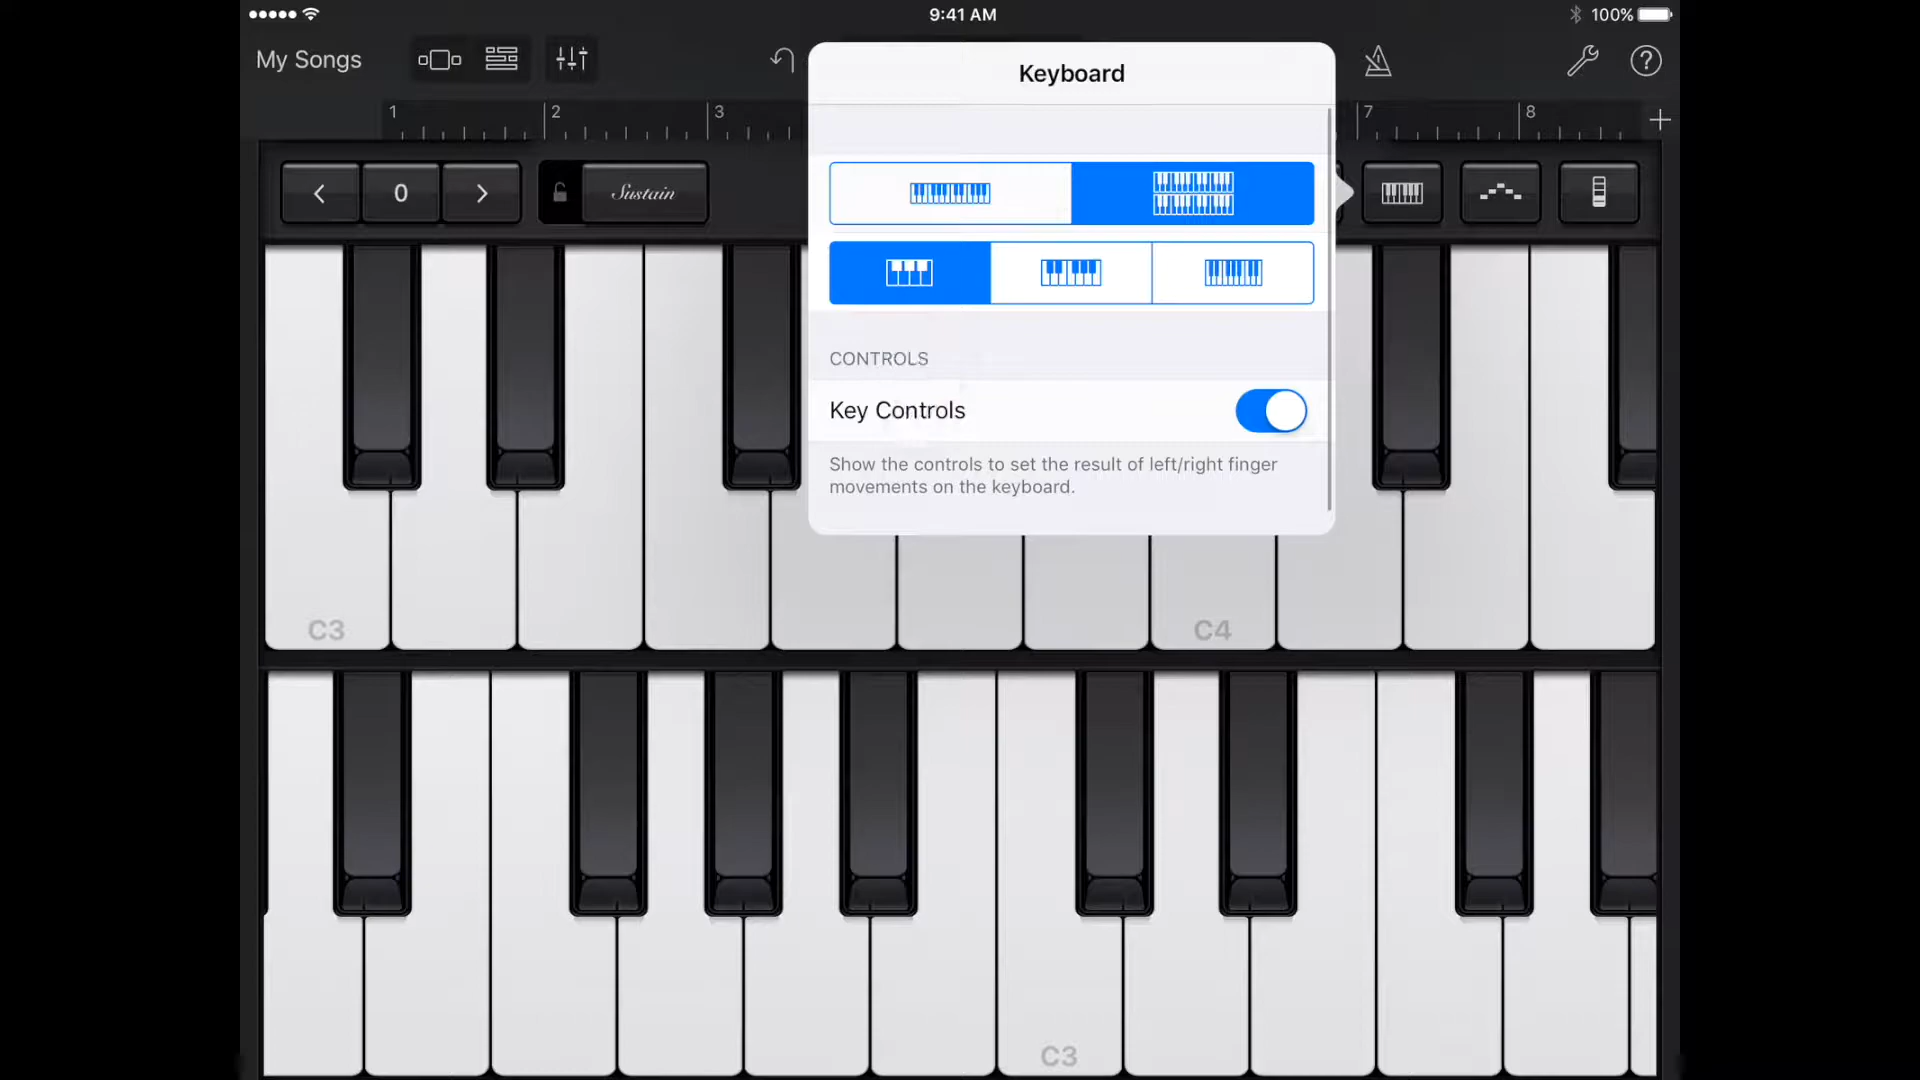 9:41 AM
100%
My Songs
Keyboard
1 2 3 7 8
0
Sustain
CONTROLS
Key Controls
Show the controls to set the result of left/right finger
movements on the keyboard.
C3 C4
C3